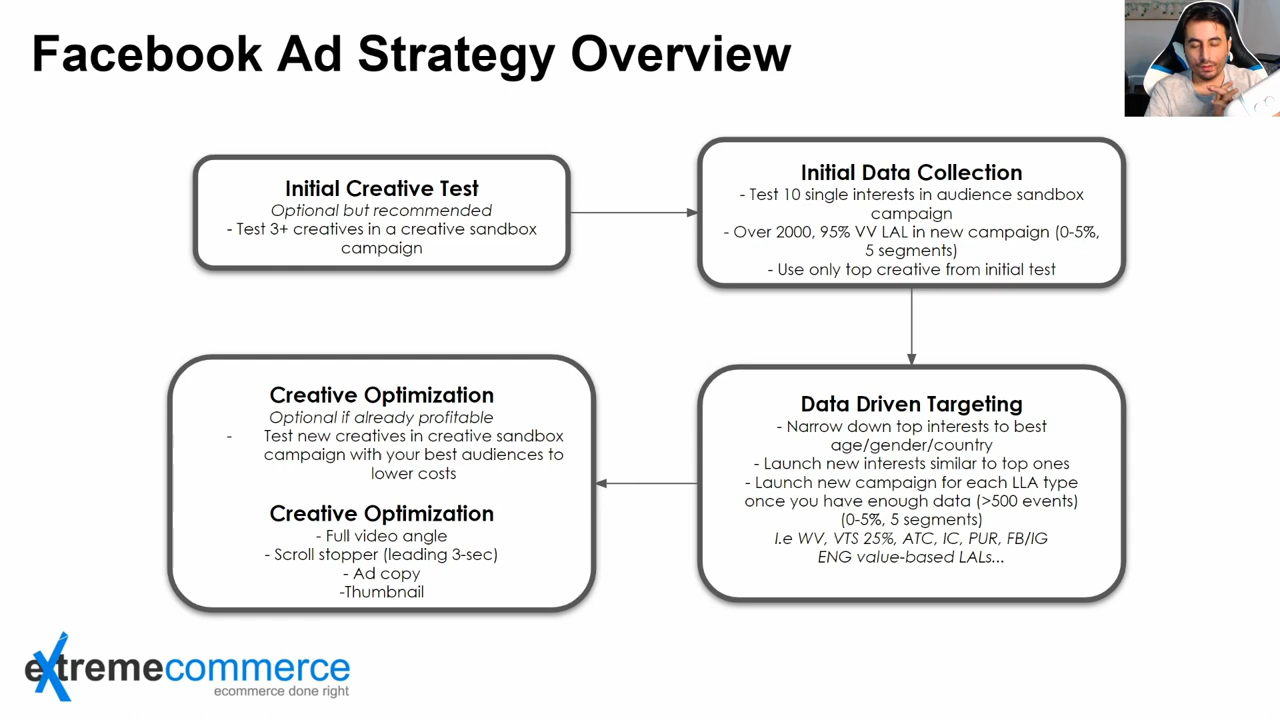 Facebook Ad Strategy Overview
Initial Creative Test
Optional but recommended
- Test 3+ creatives in a creative sandbox
campaign
Initial Data Collection
- Test 10 single interests in audience sandbox
campaign
- Over 2000, 95% VV LAL in new campaign (0-5%,
5 segments)
- Use only top creative from initial test
Creative Optimization
Optional if already profitable
- Test new creatives in creative sandbox
campaign with your best audiences to
lower costs
Creative Optimization
- Full video angle
- Scroll stopper (leading 3-sec)
- Ad copy
-Thumbnail
Data Driven Targeting
- Narrow down top interests to best
age/gender/country
- Launch new interests similar to top ones
- Launch new campaign for each LLA type
once you have enough data (>500 events)
(0-5%, 5 segments)
I.e WV, VTS 25%, ATC, IC, PUR, FB/IG
ENG value-based LALs...
extremecommerce
ecommerce done right